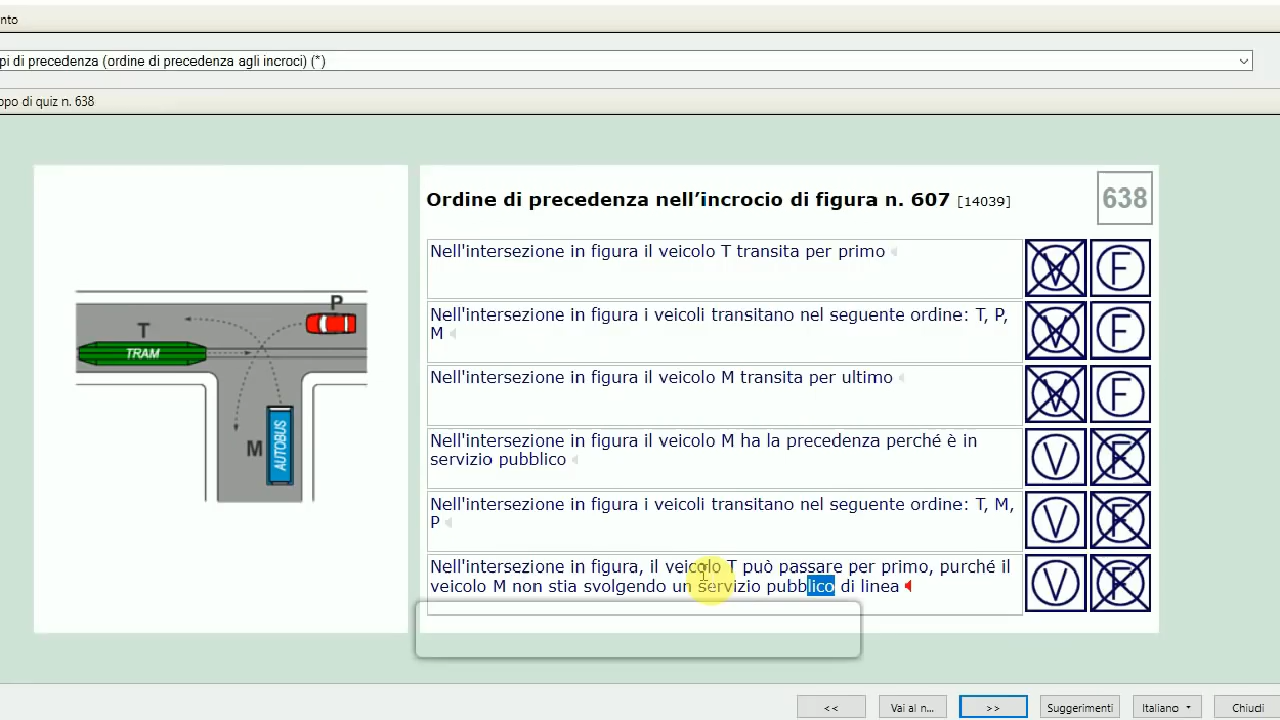 nto
pi di precedenza (ordine di precedenza agli incroci) (*)
ppo di quiz n. 638
Ordine di precedenza nell'incrocio di figura n. 607 [14039]
638
Nell'intersezione in figura il veicolo T transita per primo
V F
Nell'intersezione in figura i veicoli transitano nel seguente ordine: T, P,
M
V F
Nell'intersezione in figura il veicolo M transita per ultimo
V F
Nell'intersezione in figura il veicolo M ha la precedenza perché è in
servizio pubblico
V F
Nell'intersezione in figura i veicoli transitano nel seguente ordine: T, M,
P
V F
Nell'intersezione in figura, il veicolo T può passare per primo, purché il
veicolo M non stia svolgendo un servizio pubblico di linea
V F
P
T
TRAM
M
AUTOBUS
<< Vai al n... >> Suggerimenti Italiano Chiudi